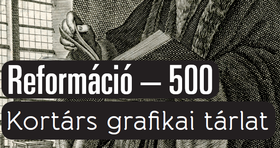 Reformáció – 500
Kortárs grafikai tárlat